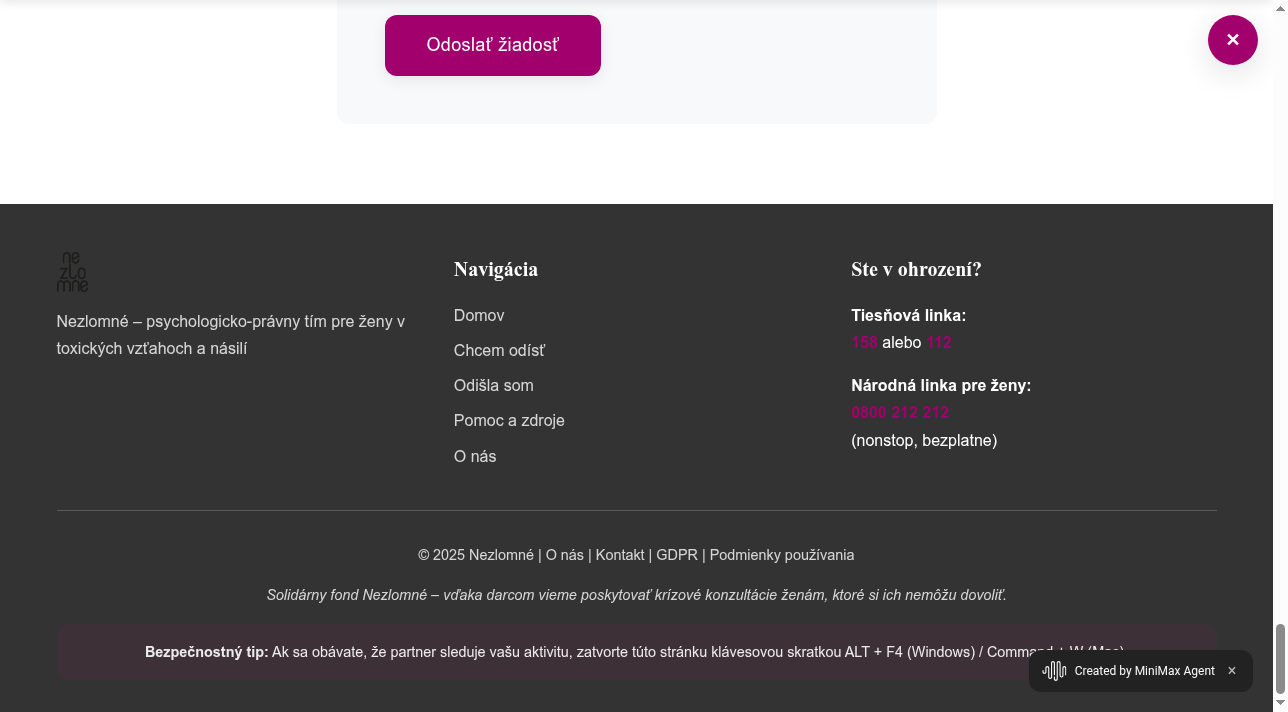 Odoslať žiadosť
×
ne
zlo
mne
Nezlomné – psychologicko-právny tím pre ženy v
toxických vzťahoch a násilí
Navigácia
Domov
Chcem odísť
Odišla som
Pomoc a zdroje
O nás
Ste v ohrození?
Tiesňová linka:
158 alebo 112
Národná linka pre ženy:
0800 212 212
(nonstop, bezplatne)
© 2025 Nezlomné | O nás | Kontakt | GDPR | Podmienky používania
Solidárny fond Nezlomné – vďaka darcom vieme poskytovať krízové konzultácie ženám, ktoré si ich nemôžu dovoliť.
Bezpečnostný tip: Ak sa obávate, že partner sleduje vašu aktivitu, zatvorte túto stránku klávesovou skratkou ALT + F4 (Windows) / Command + W (Mac)
Created by MiniMax Agent ×